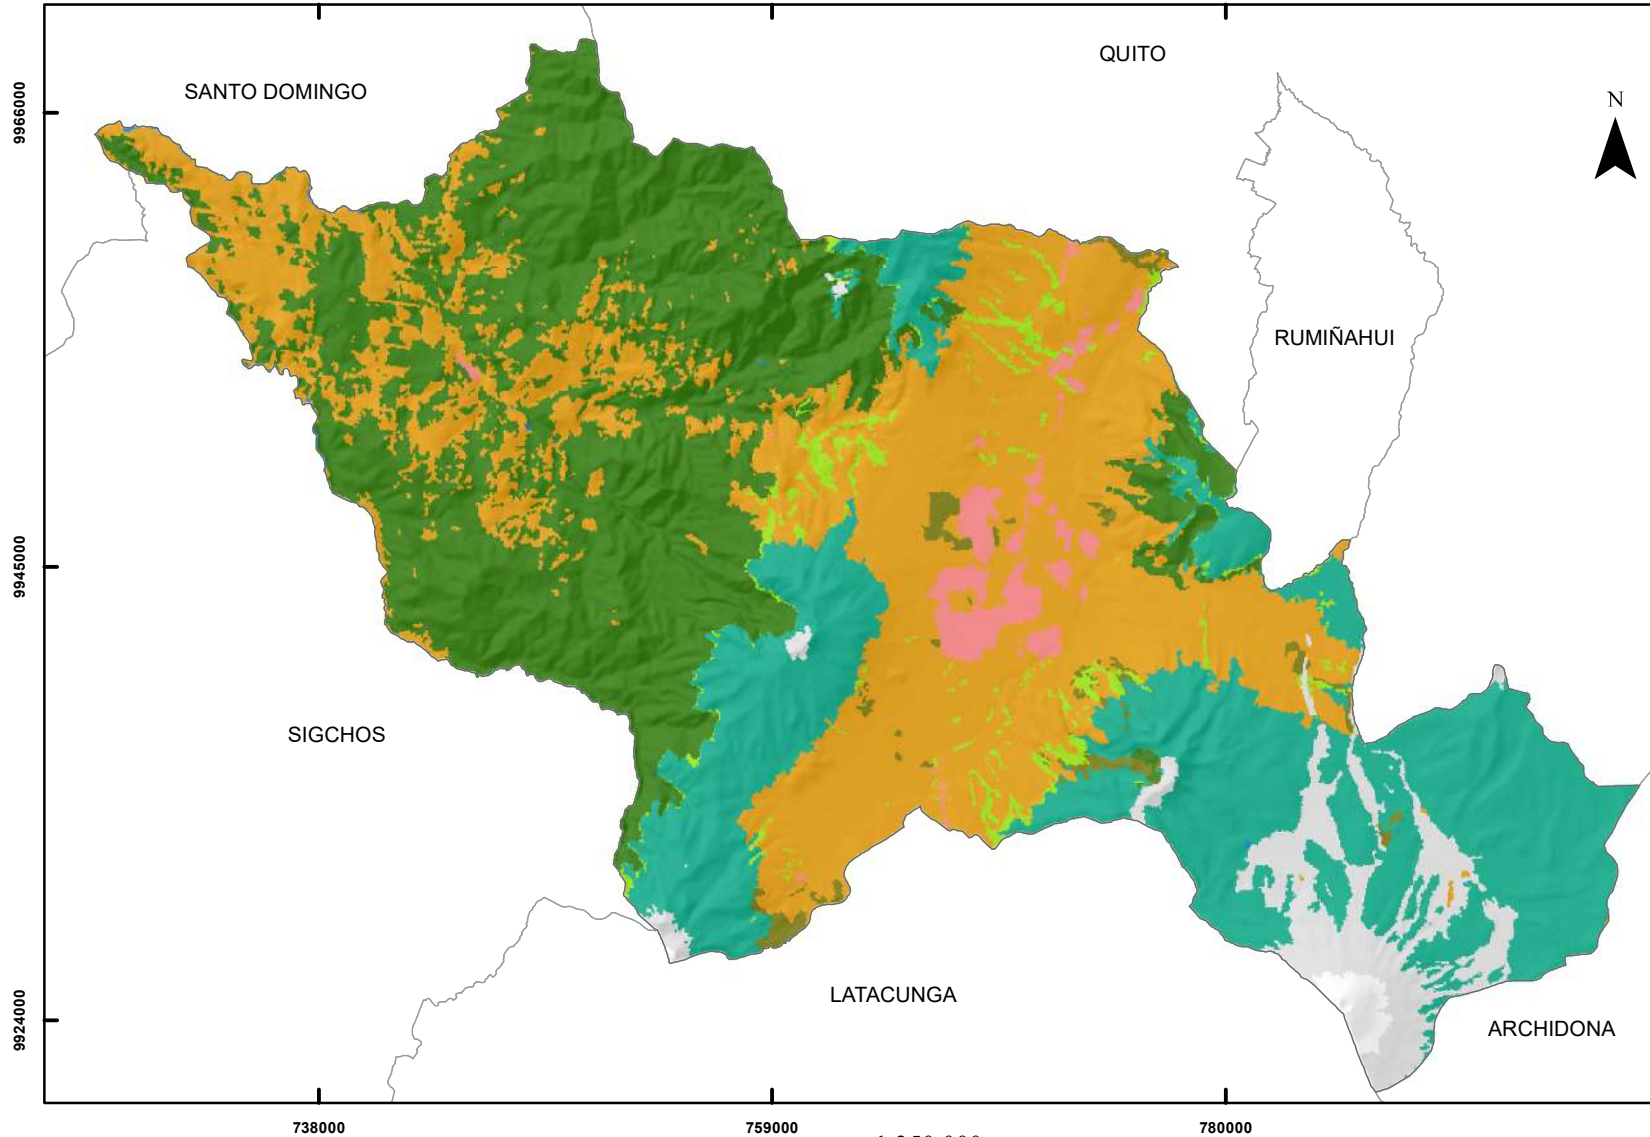 QUITO
SANTO DOMINGO
N
9966000
RUMIÑAHUI
9945000
SIGCHOS
LATACUNGA
9924000
ARCHIDONA
738000
759000
780000